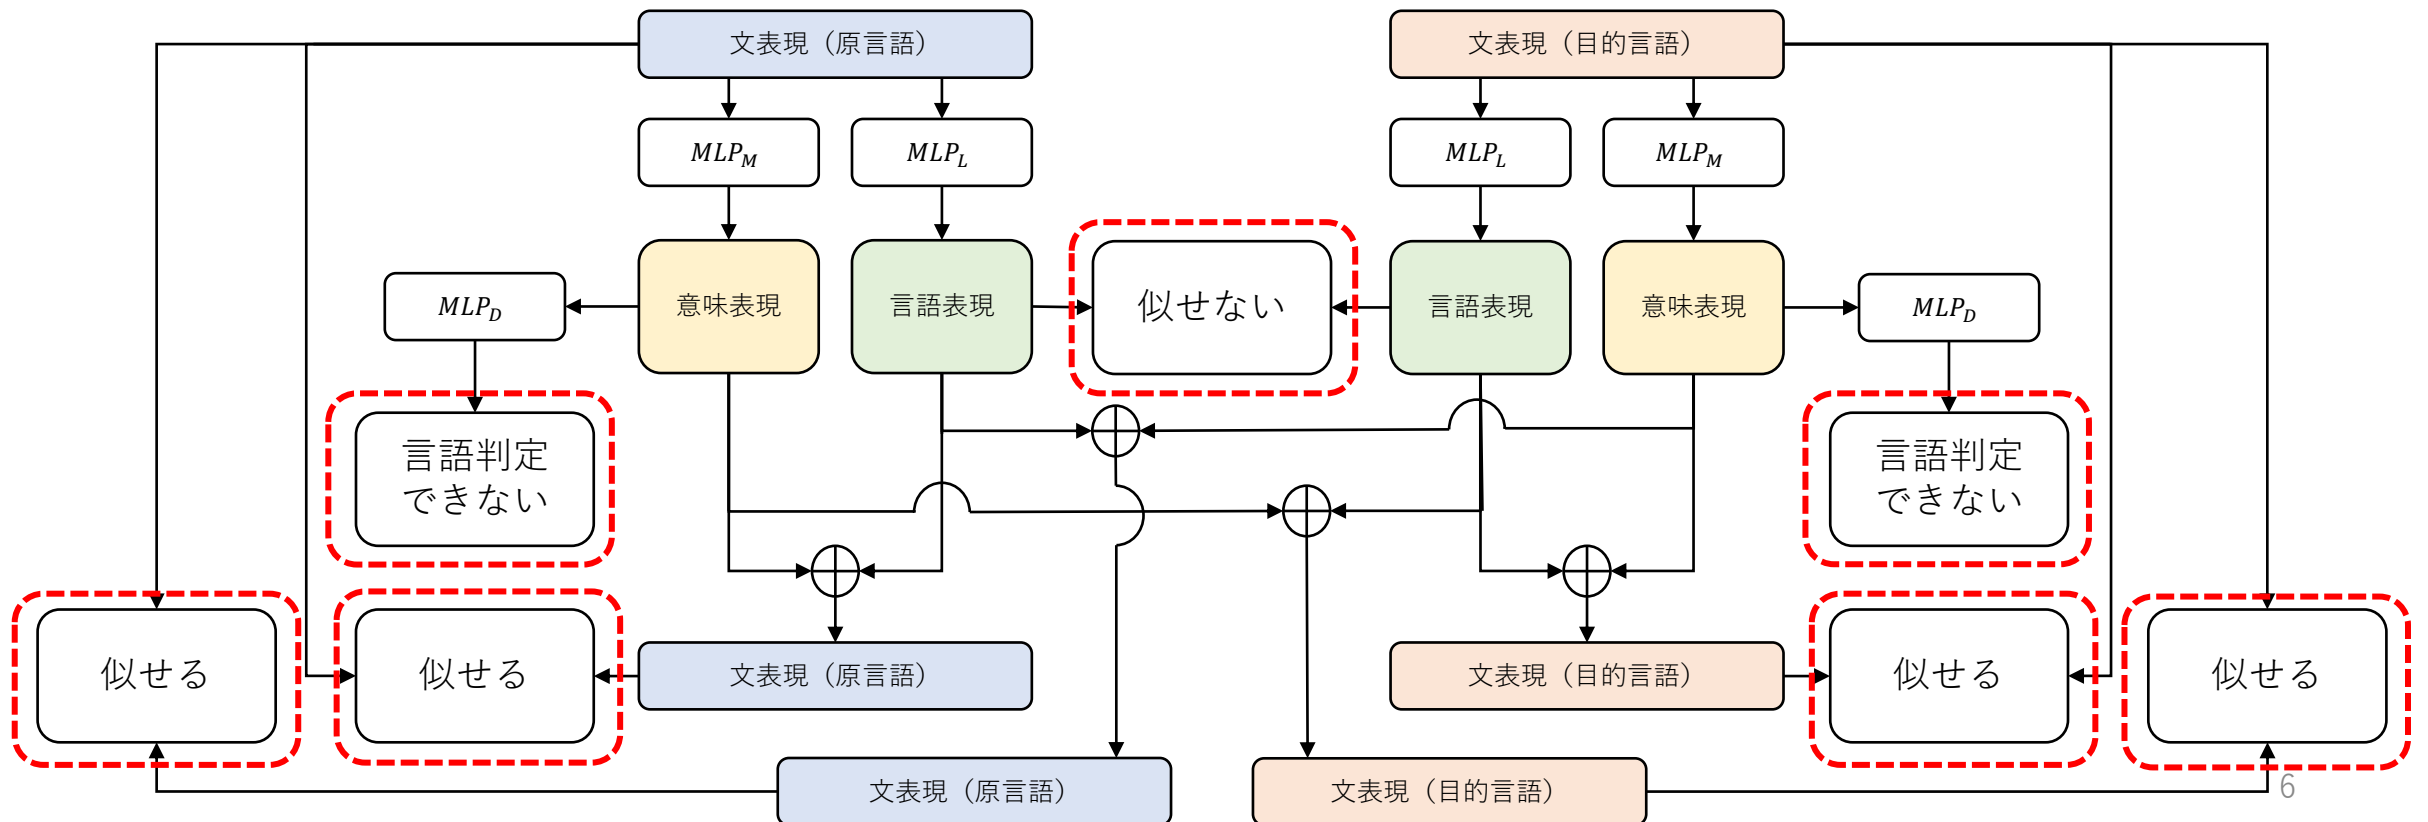 文表現（原言語）
文表現（目的言語）
MLP_M
MLP_L
MLP_L
MLP_M
意味表現
言語表現
似せない
言語表現
意味表現
MLP_D
MLP_D
言語判定
できない
言語判定
できない
似せる
似せる
文表現（原言語）
文表現（目的言語）
似せる
似せる
文表現（原言語）
文表現（目的言語）
6